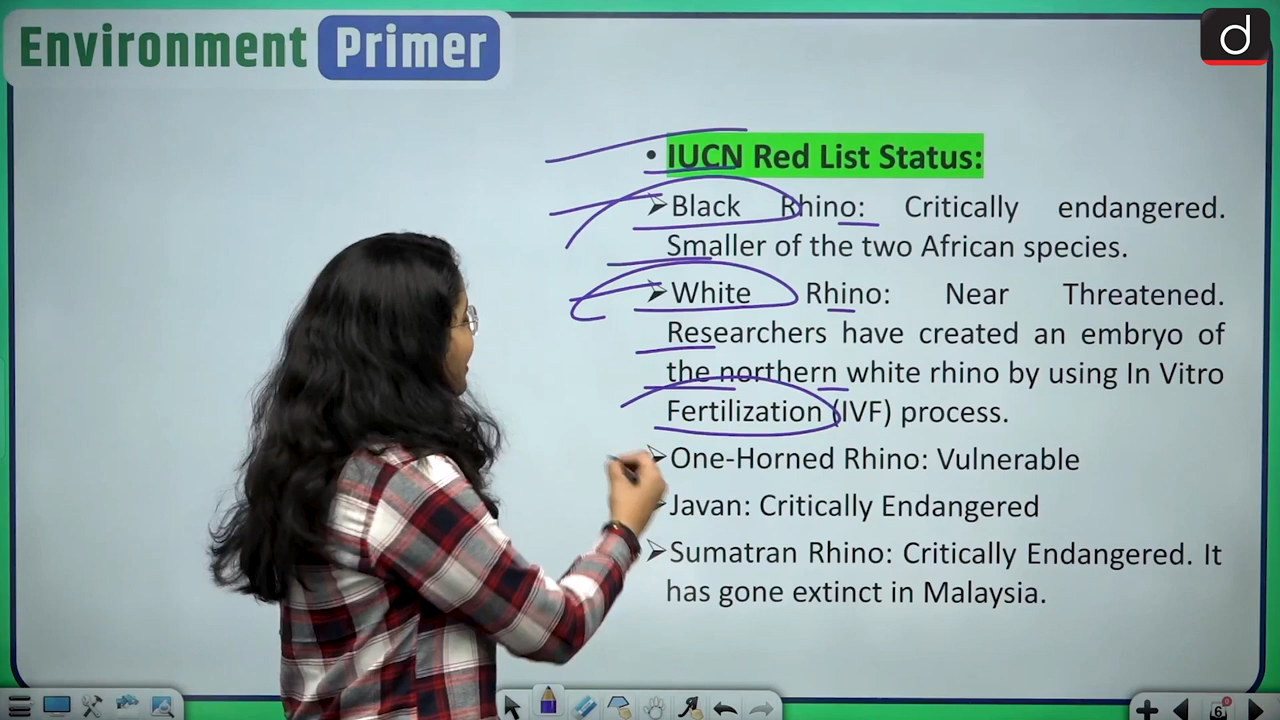 Environment Primer
d
• IUCN Red List Status:
➢Black Rhino: Critically endangered.
Smaller of the two African species.
➢White Rhino: Near Threatened.
Researchers have created an embryo of
the northern white rhino by using In Vitro
Fertilization (IVF) process.
➢One-Horned Rhino: Vulnerable
➢Javan: Critically Endangered
➢Sumatran Rhino: Critically Endangered. It
has gone extinct in Malaysia.
6